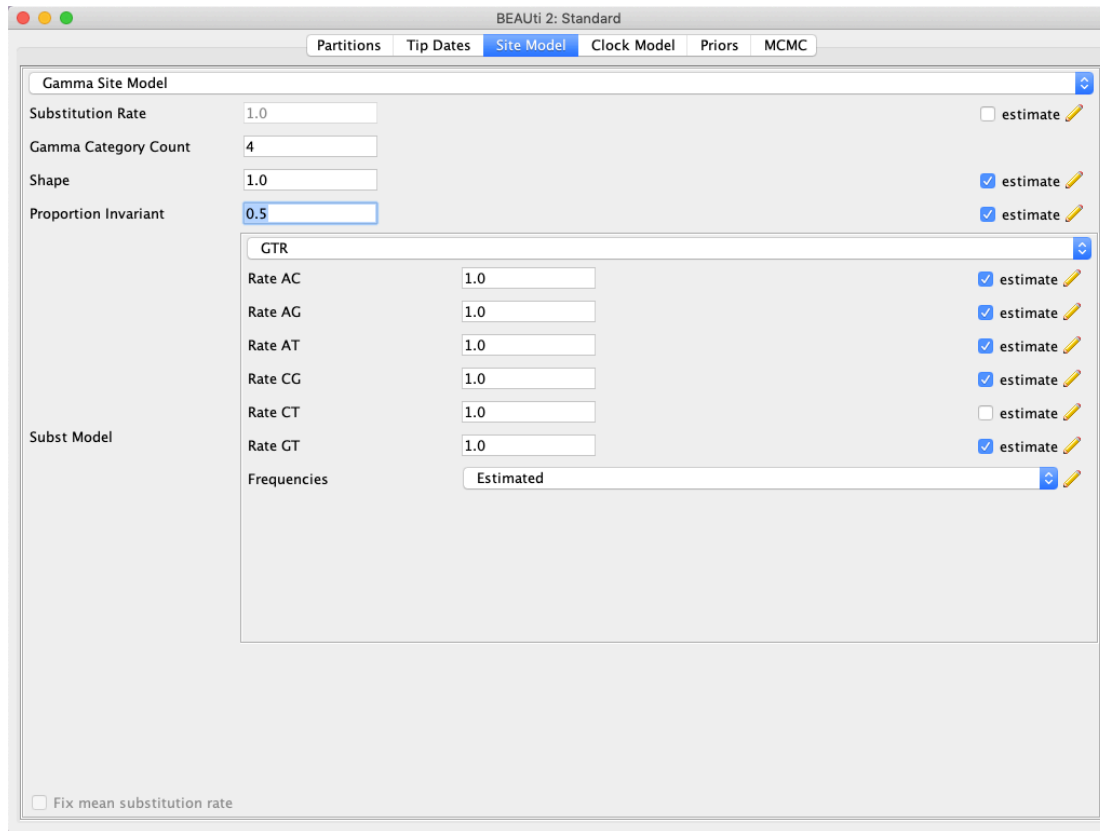 BEAUti 2: Standard
Partitions Tip Dates Site Model Clock Model Priors MCMC
Gamma Site Model
Substitution Rate 1.0 estimate
Gamma Category Count 4
Shape 1.0 estimate
Proportion Invariant 0.5 estimate
GTR
Rate AC 1.0 estimate
Rate AG 1.0 estimate
Rate AT 1.0 estimate
Rate CG 1.0 estimate
Rate CT 1.0 estimate
Subst Model
Rate GT 1.0 estimate
Frequencies Estimated
Fix mean substitution rate